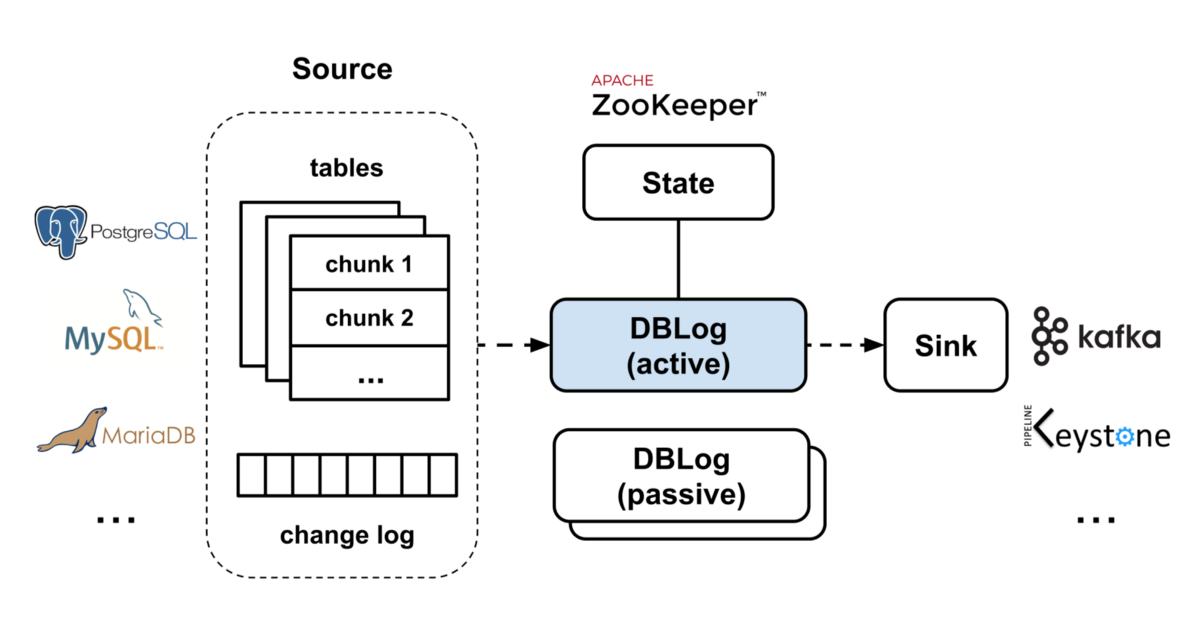 Source
tables
chunk 1
chunk 2
...
change log
PostgreSQL
MySQL™
MariaDB
...
APACHE
ZooKeeper™
State
DBLog
(active)
DBLog
(passive)
Sink
kafka
PIPELINE
Keystone
...